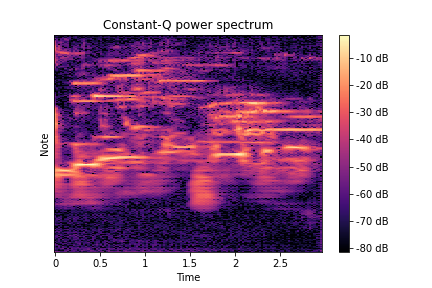 Constant-Q power spectrum
Note
-10 dB
-20 dB
-30 dB
-40 dB
-50 dB
-60 dB
-70 dB
-80 dB
0 0.5 1 1.5 2 2.5
Time